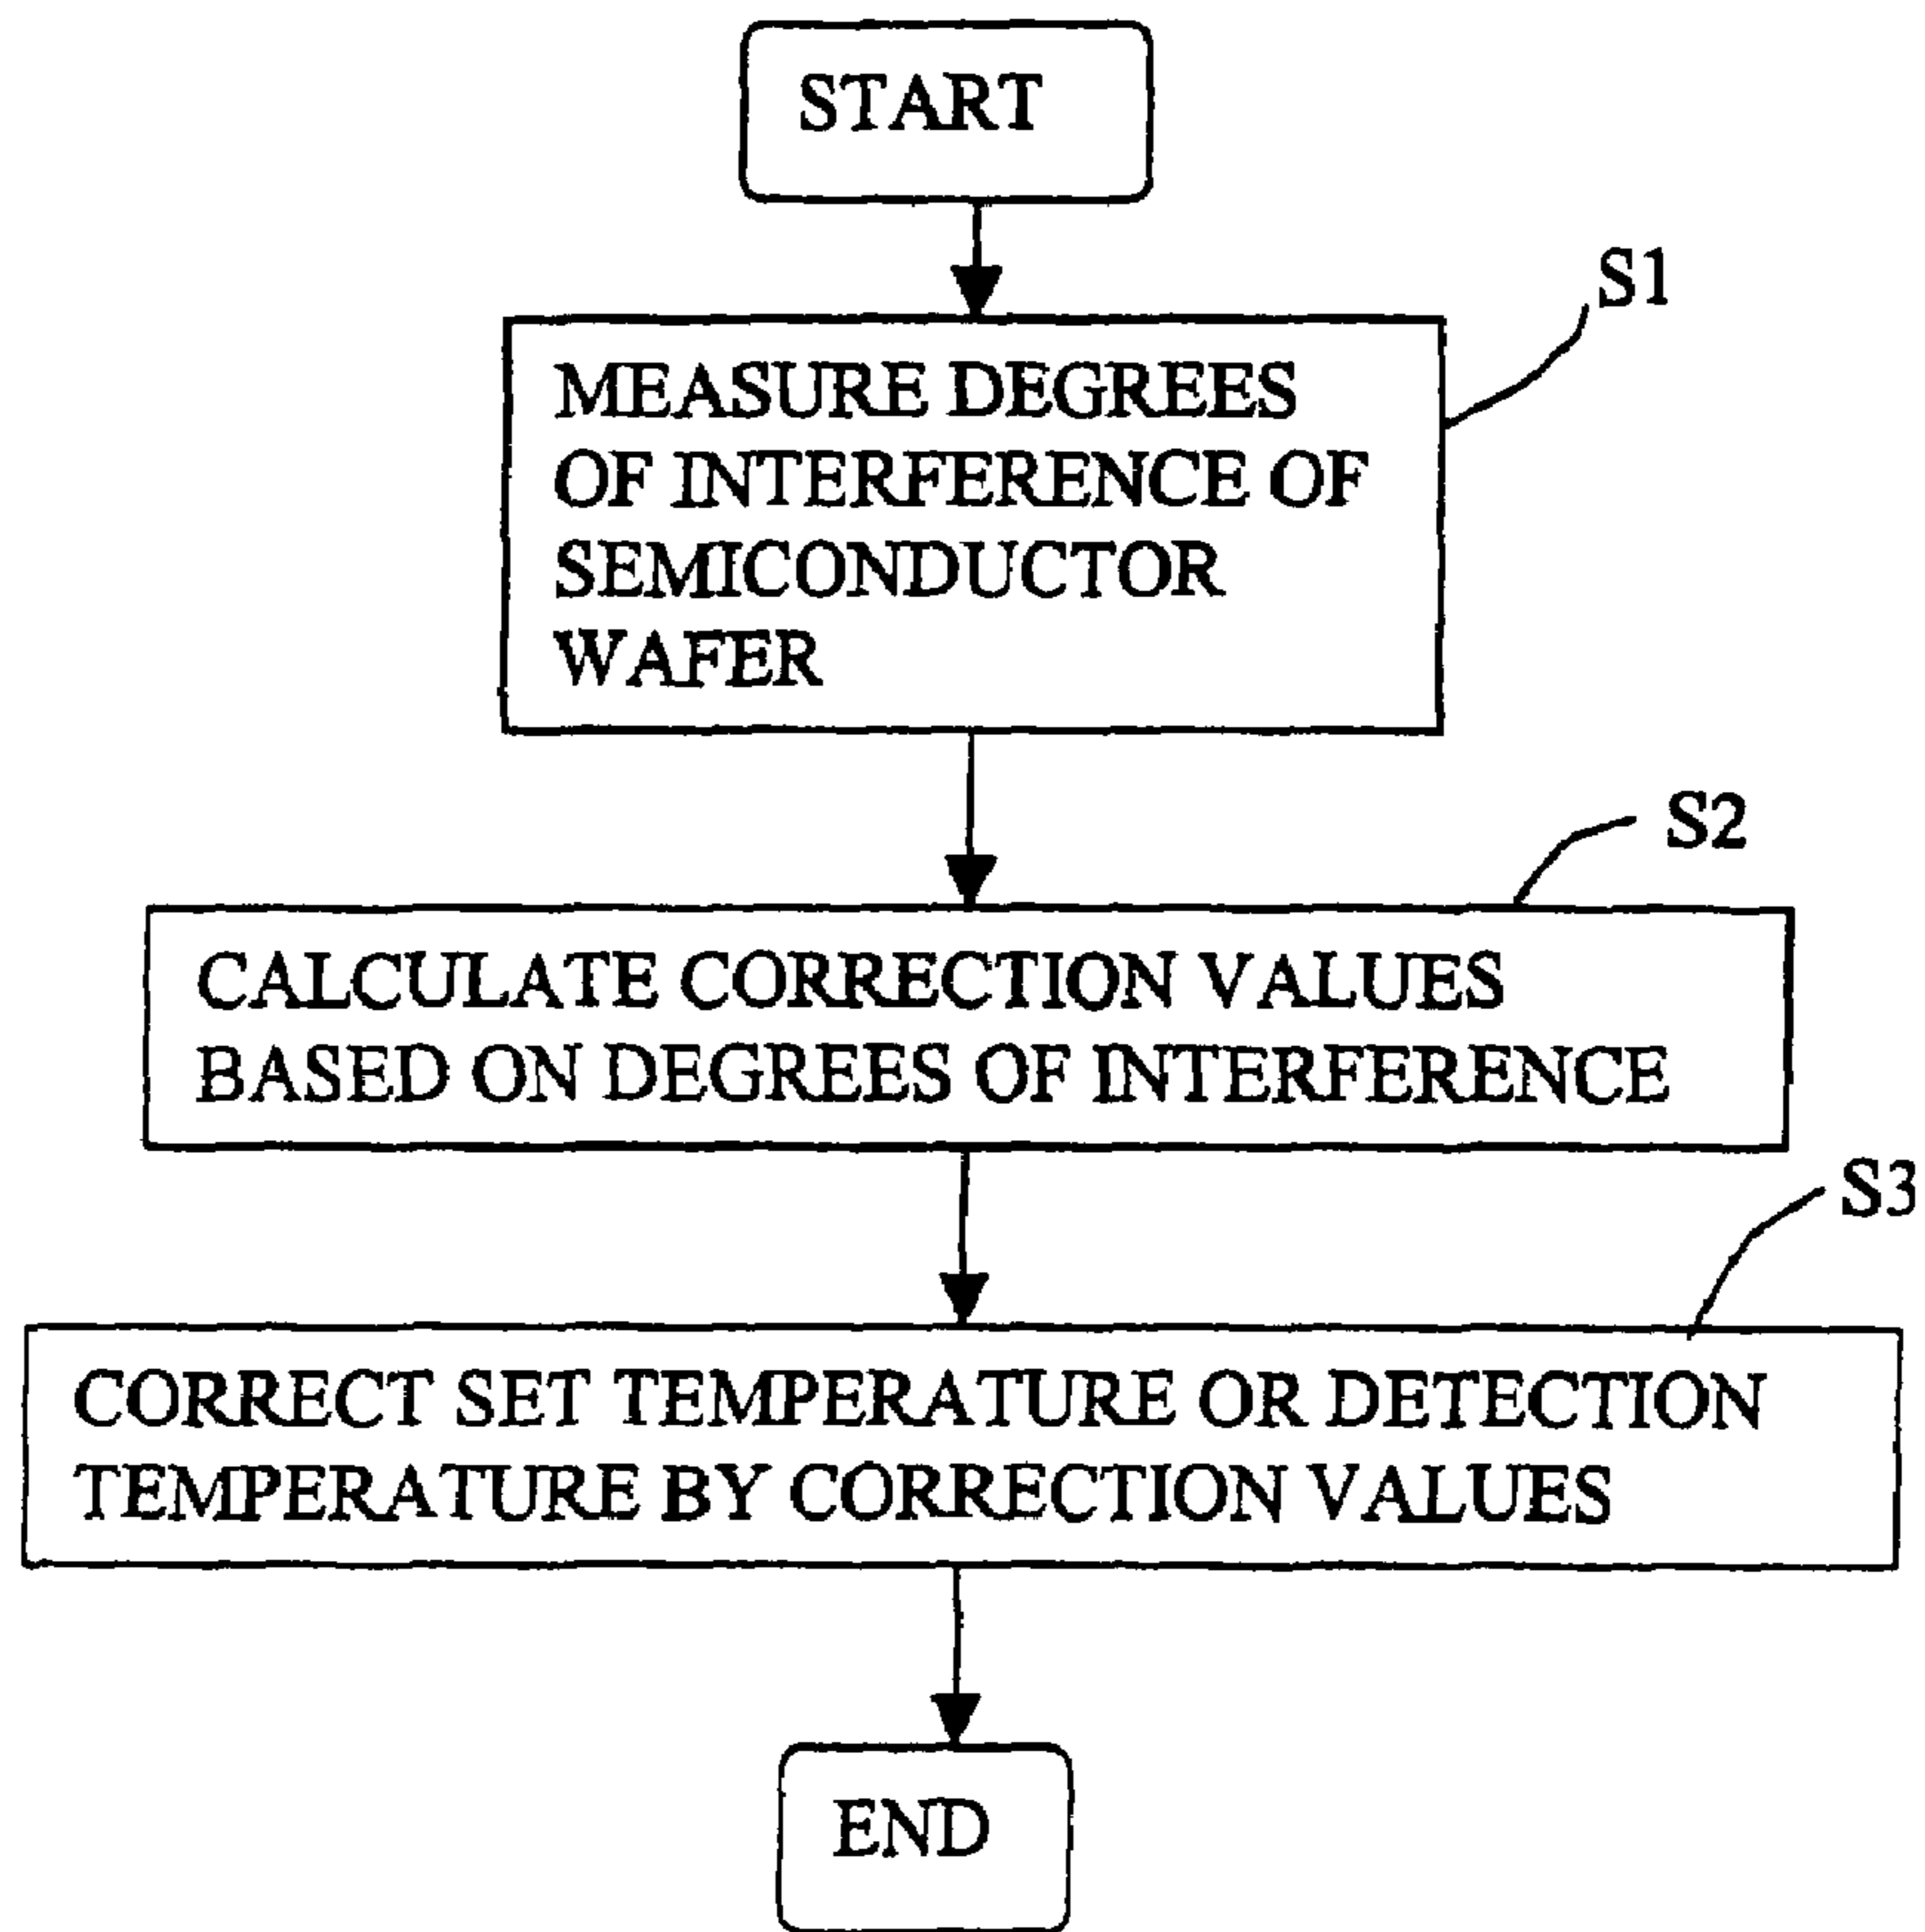 START
S1
MEASURE DEGREES
OF INTERFERENCE OF
SEMICONDUCTOR
WAFER
S2
CALCULATE CORRECTION VALUES
BASED ON DEGREES OF INTERFERENCE
S3
CORRECT SET TEMPERATURE OR DETECTION
TEMPERATURE BY CORRECTION VALUES
END